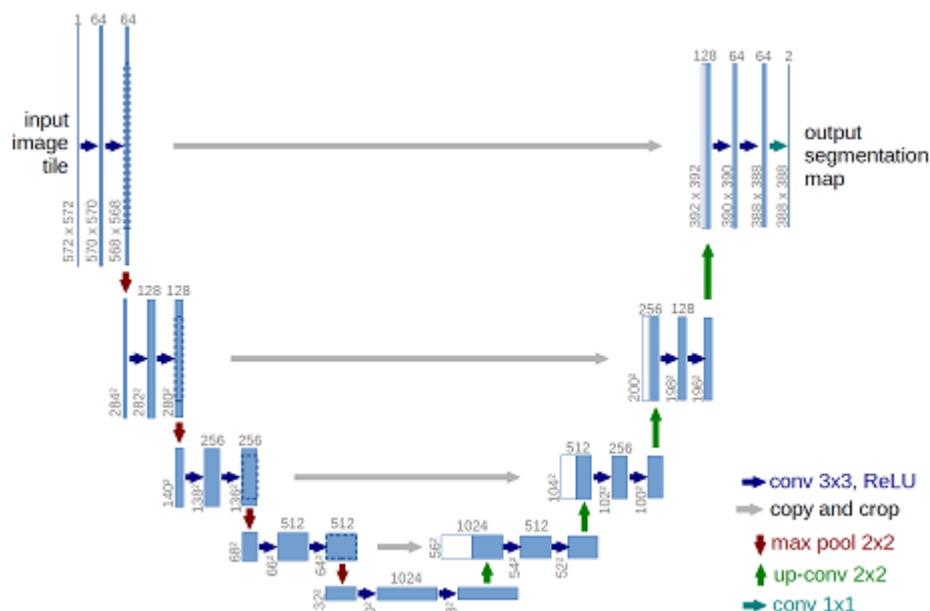 1 64 64
128 64 64 2
input
image
tile
output
segmentation
map
572 x 572
570 x 570
568 x 568
392 x 392
390 x 390
388 x 388
388 x 388
128 128
256 128
284²
282²
280²
200²
198²
196²
256 256
512 256
140²
138²
136²
104²
102²
100²
512 512
1024 512
68²
66²
64²
56²
54²
52²
1024
32²
conv 3x3, ReLU
copy and crop
max pool 2x2
up-conv 2x2
conv 1x1